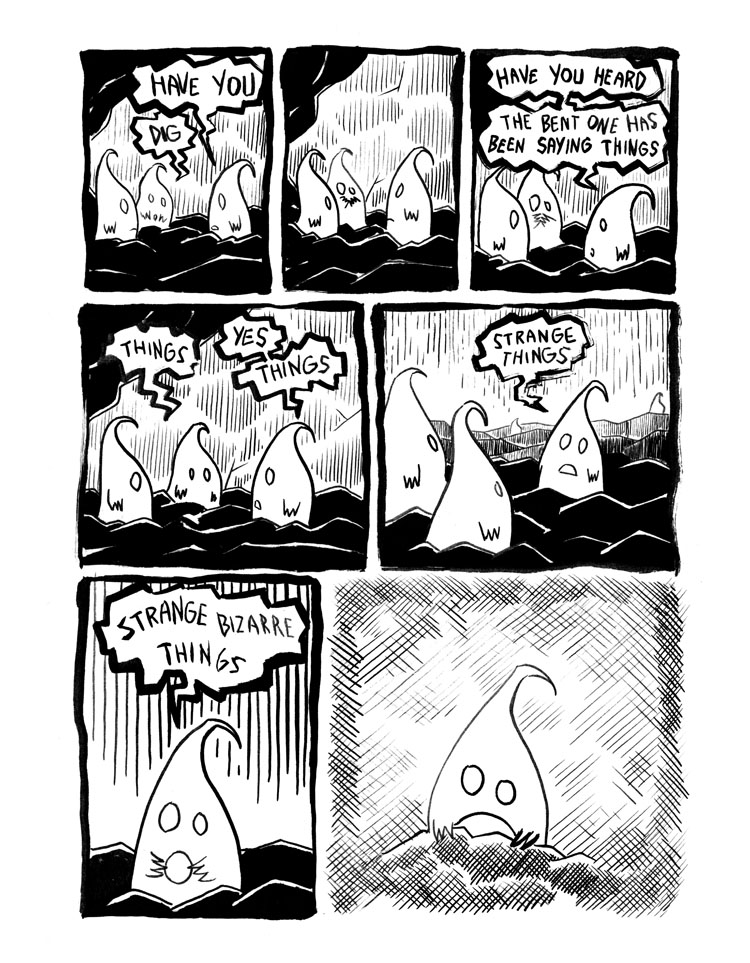 HAVE YOU
DIG
HAVE YOU HEARD
THE BENT ONE HAS
BEEN SAYING THINGS
THINGS
YES
THINGS
STRANGE
THINGS
STRANGE BIZARRE
THINGS